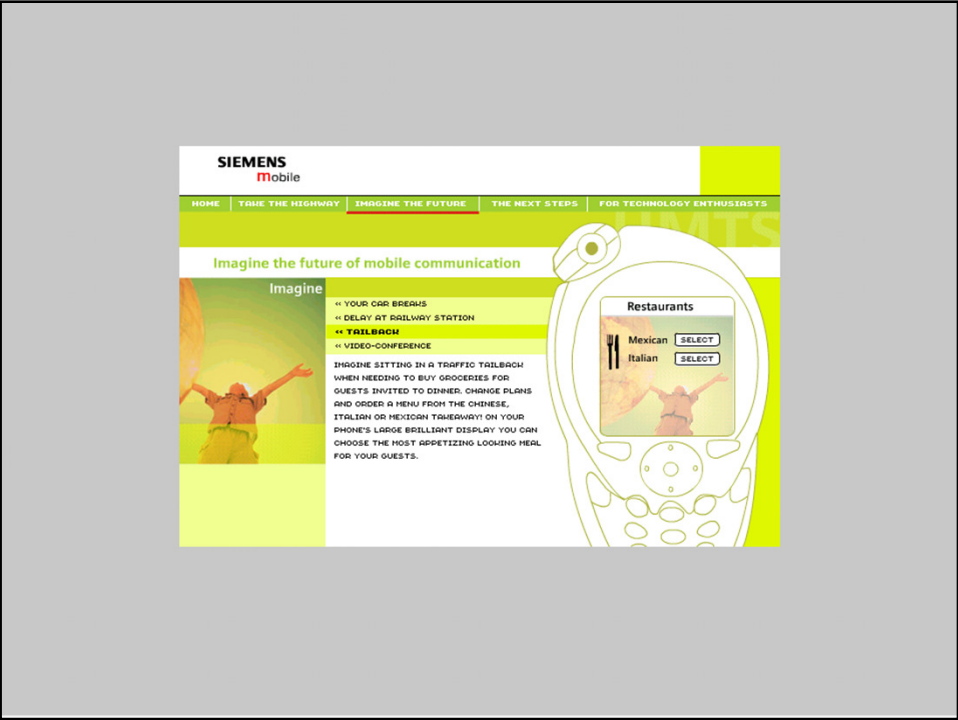 SIEMENS
mobile
HOME TAKE THE HIGHWAY IMAGINE THE FUTURE THE NEXT STEPS FOR TECHNOLOGY ENTHUSIASTS
UMTS
Imagine the future of mobile communication
Imagine
‹‹ YOUR CAR BREAKS
‹‹ DELAY AT RAILWAY STATION
‹‹ TAILBACK
‹‹ VIDEO-CONFERENCE
IMAGINE SITTING IN A TRAFFIC TAILBACK
WHEN NEEDING TO BUY GROCERIES FOR
GUESTS INVITED TO DINNER. CHANGE PLANS
AND ORDER A MENU FROM THE CHINESE,
ITALIAN OR MEXICAN TAKEAWAY! ON YOUR
PHONE'S LARGE BRILLIANT DISPLAY YOU CAN
CHOOSE THE MOST APPETIZING LOOKING MEAL
FOR YOUR GUESTS.
Restaurants
Mexican SELECT
Italian SELECT